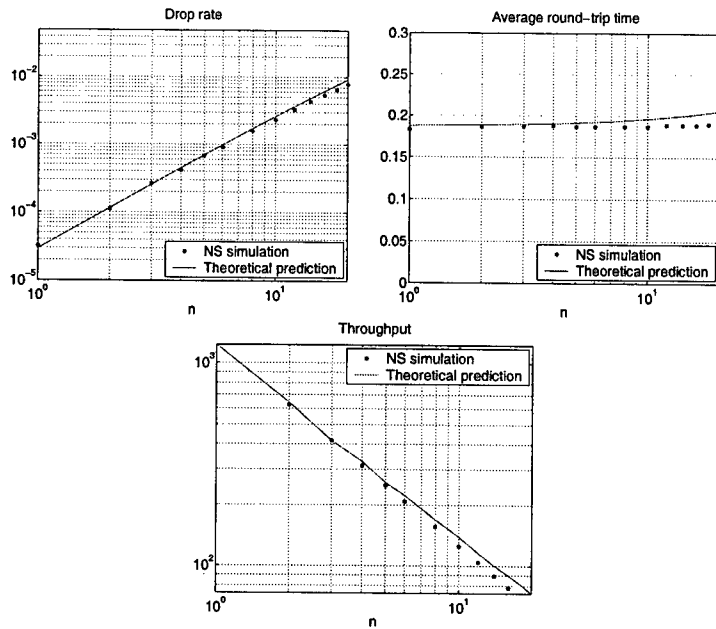 Drop rate
10^-2
10^-3
10^-4
10^-5
NS simulation
Theoretical prediction
10^0
10^1
n
Average round-trip time
0.3
0.25
0.2
0.15
0.1
0.05
0
NS simulation
Theoretical prediction
10^0
10^1
n
Throughput
10^3
10^2
NS simulation
Theoretical prediction
10^0
10^1
n